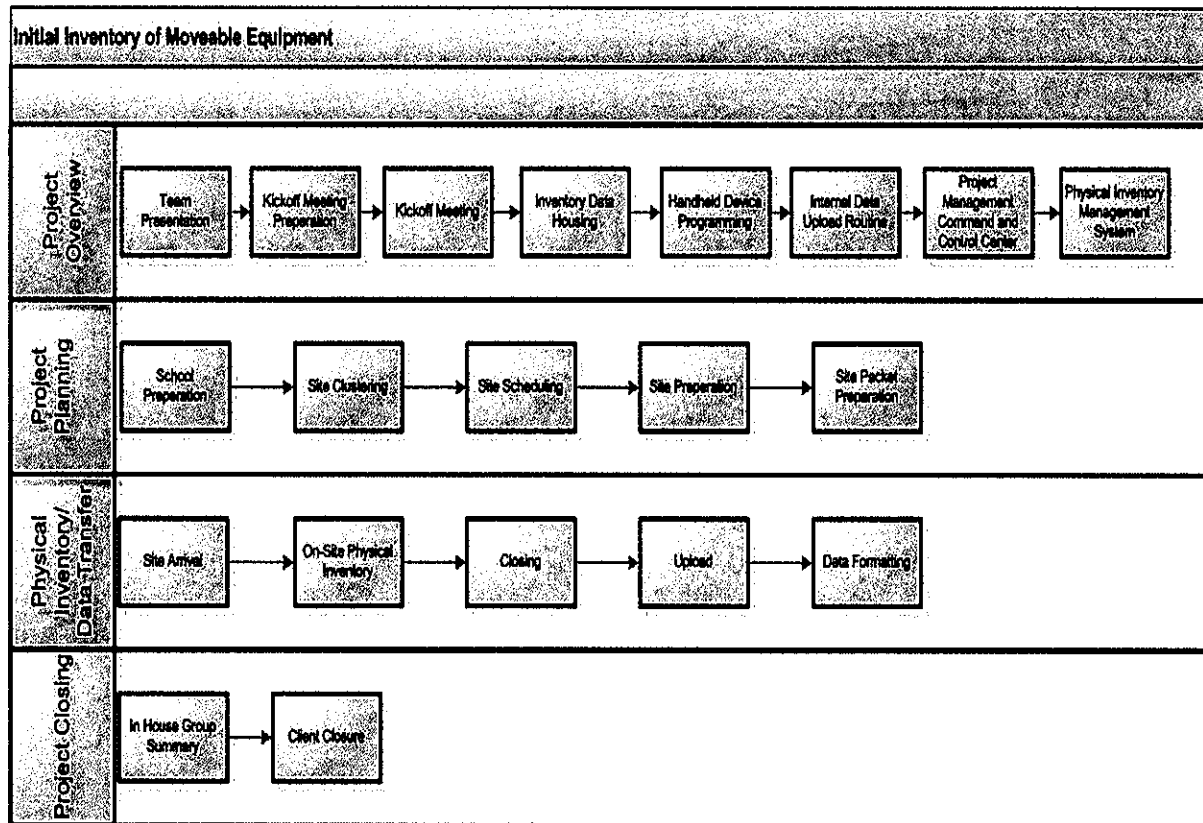 Initial Inventory of Moveable Equipment
Project
Overview
Team
Presentation
Kickoff Meeting
Preparation
Kickoff Meeting
Inventory Data
Housing
Handheld Device
Programming
Internal Data
Upload Routine
Project
Management
Command and
Control Center
Physical Inventory
Management
System
Project
Planning
School
Preparation
Site Clustering
Site Scheduling
Site Preparation
Site Packet
Preparation
Physical
Inventory/
Data Transfer
Site Arrival
On-Site Physical
Inventory
Closing
Upload
Data Formatting
Project Closing
In House Group
Summary
Client Closure